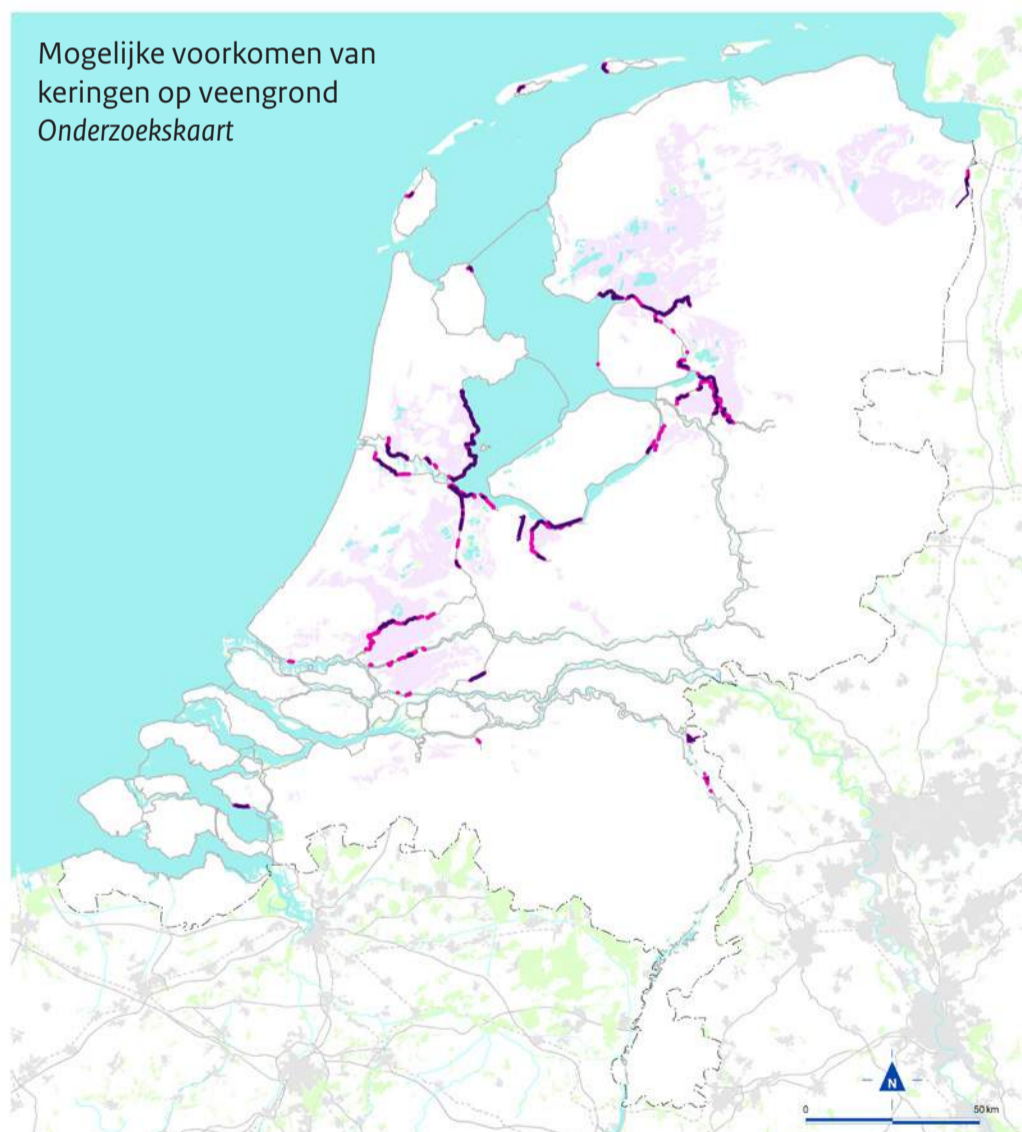 Mogelijke voorkomen van
keringen op veengrond
Onderzoekskaart
N
0 50 km